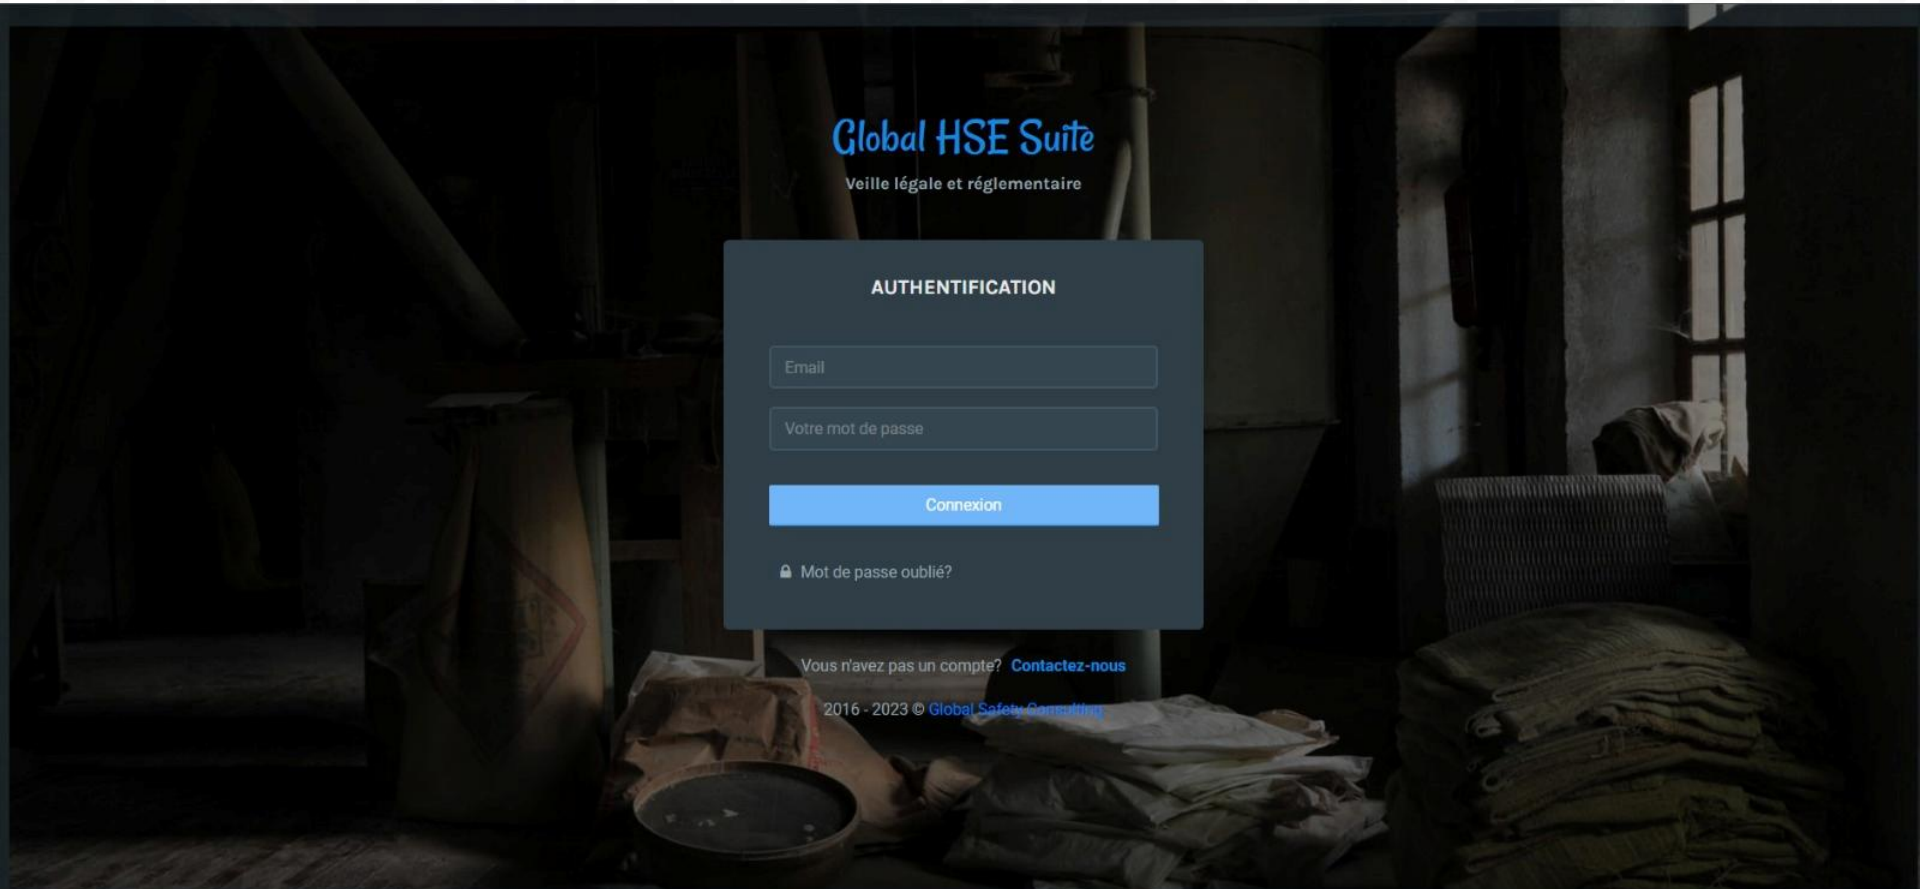 Global HSE Suite
Veille légale et réglementaire
AUTHENTIFICATION
Email
Votre mot de passe
Connexion
Mot de passe oublié?
Vous n'avez pas un compte? Contactez-nous
2016 - 2023 © Global Safety Consulting